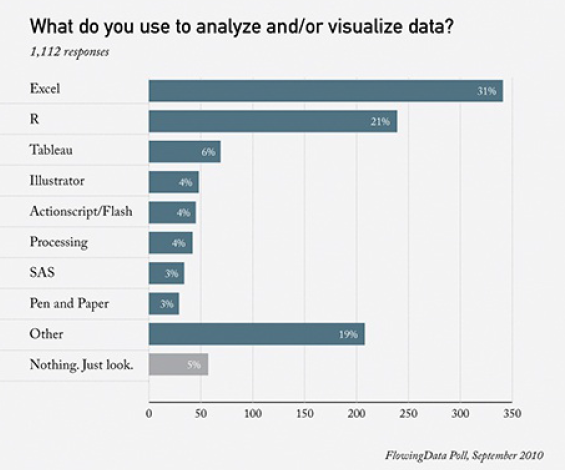 What do you use to analyze and/or visualize data?
1,112 responses
Excel 31%
R 21%
Tableau 6%
Illustrator 4%
Actionscript/Flash 4%
Processing 4%
SAS 3%
Pen and Paper 3%
Other 19%
Nothing. Just look. 5%
0 50 100 150 200 250 300 350
FlowingData Poll, September 2010